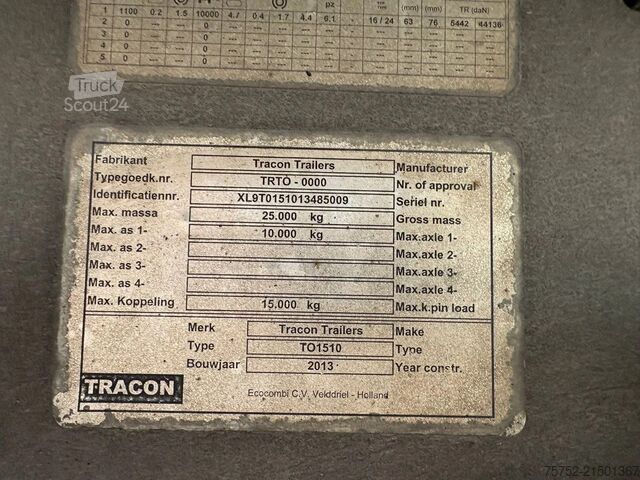 (mm) (mm) TR (daN)
1 1100 0.2 1.5 10000 4.7 0.4 1.7 4.4 6.1 16 / 24 63 76 5442 44136
2 0 --- --- --- --- --- --- --- --- --- --- --- --- ---
3 0 --- --- --- --- --- --- --- --- --- --- --- --- ---
4 0 --- --- --- --- --- --- --- --- --- --- --- --- ---
5 0 --- --- --- --- --- --- --- --- --- --- --- --- ---
Truck
Scout24
Fabrikant Tracon Trailers Manufacturer
Typegoedk.nr. TRTO - 0000 Nr. of approval
Identificatienr. XL9T0151013485009 Seriel nr.
Max. massa 25.000 kg Gross mass
Max. as 1- 10.000 kg Max.axle 1-
Max. as 2- Max.axle 2-
Max. as 3- Max.axle 3-
Max. as 4- Max.axle 4-
Max. Koppeling 15.000 kg Max.k.pin load
Merk Tracon Trailers Make
Type TO1510 Type
Bouwjaar 2013 Year constr.
TRACON
Ecocombi C.V. Velddriel - Holland
75752-21501367